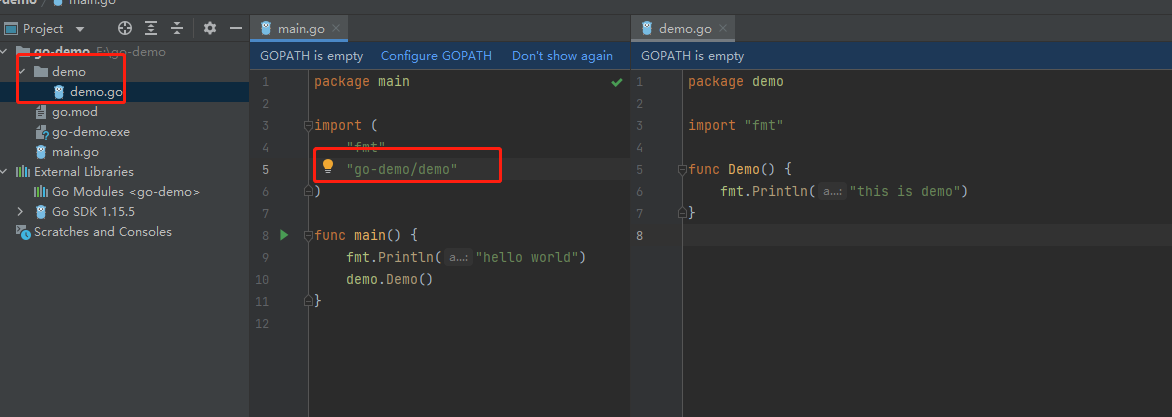 -demo
main.go
Project
go-demo E:\go-demo
demo
demo.go
go.mod
go-demo.exe
main.go
External Libraries
Go Modules <go-demo>
Go SDK 1.15.5
Scratches and Consoles
main.go
GOPATH is empty Configure GOPATH Don't show again
1 package main
2
3 import (
4 "fmt"
5 "go-demo/demo"
6 )
7
8 func main() {
9 fmt.Println( a...: "hello world")
10 demo.Demo()
11 }
12
demo.go
GOPATH is empty
1 package demo
2
3 import "fmt"
4
5 func Demo() {
6 fmt.Println( a...: "this is demo")
7 }
8